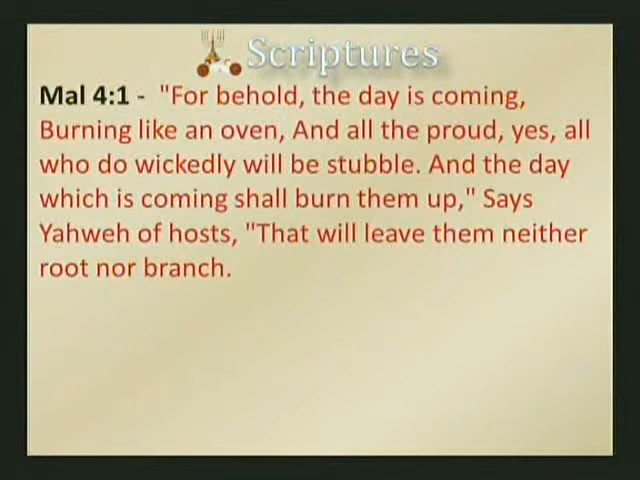 Scriptures
Mal 4:1 - "For behold, the day is coming,
Burning like an oven, And all the proud, yes, all
who do wickedly will be stubble. And the day
which is coming shall burn them up," Says
Yahweh of hosts, "That will leave them neither
root nor branch.